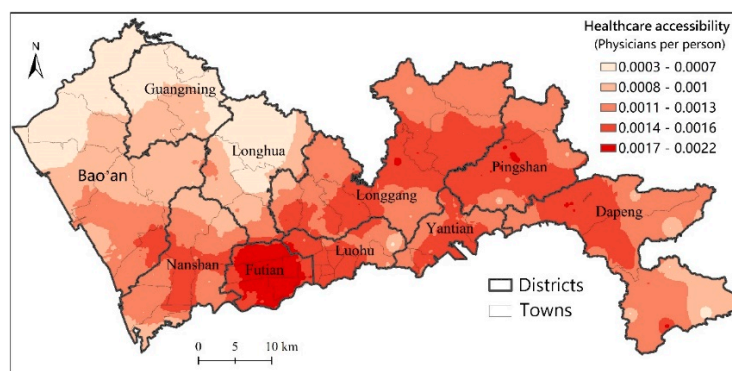 Healthcare accessibility
(Physicians per person)
0.0003 - 0.0007
0.0008 - 0.001
0.0011 - 0.0013
0.0014 - 0.0016
0.0017 - 0.0022
N
Guangming
Longhua
Bao'an
Pingshan
Longgang
Dapeng
Yantian
Luohu
Nanshan
Futian
Districts
Towns
0 5 10 km